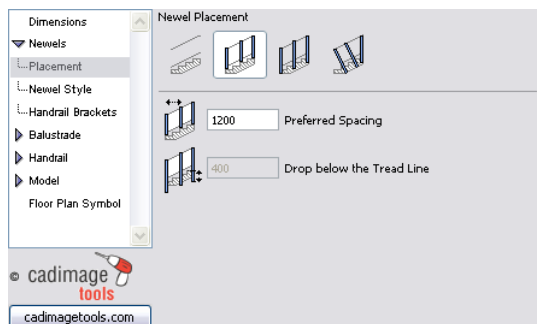 Dimensions
Newels
Placement
Newel Style
Handrail Brackets
Balustrade
Handrail
Model
Floor Plan Symbol
© cadimage
tools
cadimagetools.com
Newel Placement
1200 Preferred Spacing
400 Drop below the Tread Line